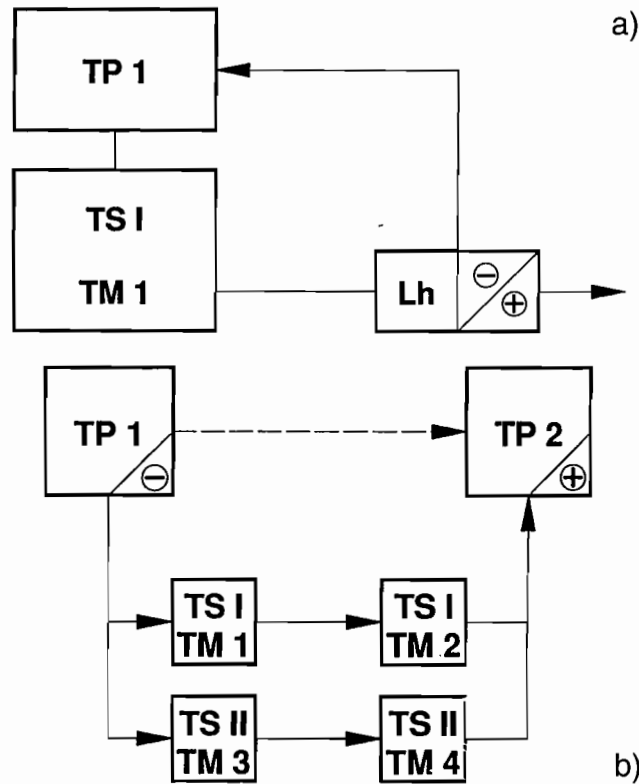 a)
TP 1
TS I
TM 1
Lh
⊖
⊕
TP 1
⊖
TP 2
⊕
TS I
TM 1
TS I
TM 2
TS II
TM 3
TS II
TM 4
b)